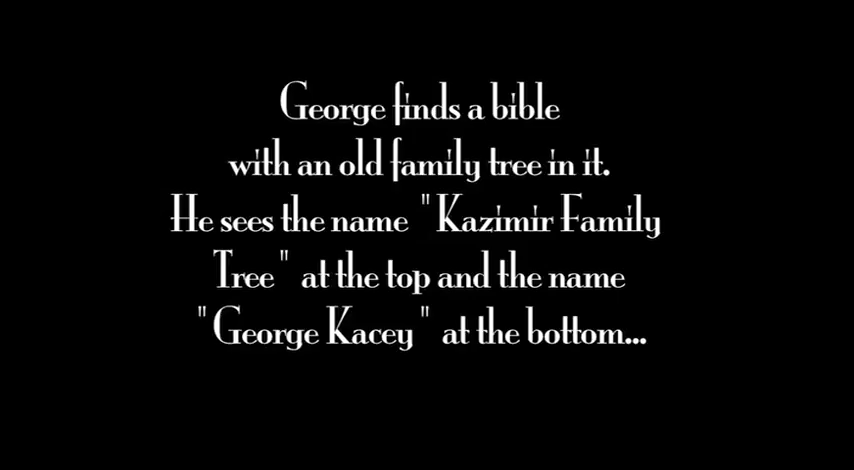 George finds a bible
with an old family tree in it.
He sees the name "Kazimir Family
Tree" at the top and the name
"George Kacey" at the bottom...